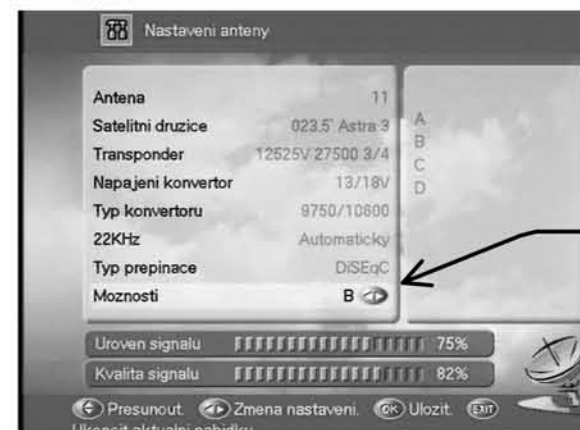 Nastaveni anteny
Antena 11
Satelitni druzice 023.5° Astra 3
Transponder 12525V 27500 3/4
Napajeni konvertor 13/18V
Typ konvertoru 9750/10600
22KHz Automaticky
Typ prepinace DiSEqC
Moznosti B
A
B
C
D
Uroven signalu 75%
Kvalita signalu 82%
Presunout. Zmena nastaveni. OK Ulozit. EXIT
Ukoncit aktualni nabidku